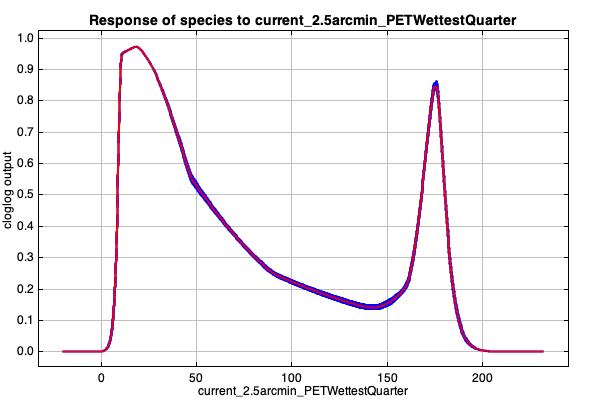 Response of species to current_2.5arcmin_PETWettestQuarter
1.0
0.9
0.8
0.7
0.6
0.5
0.4
0.3
0.2
0.1
0.0
cloglog output
0 50 100 150 200
current_2.5arcmin_PETWettestQuarter